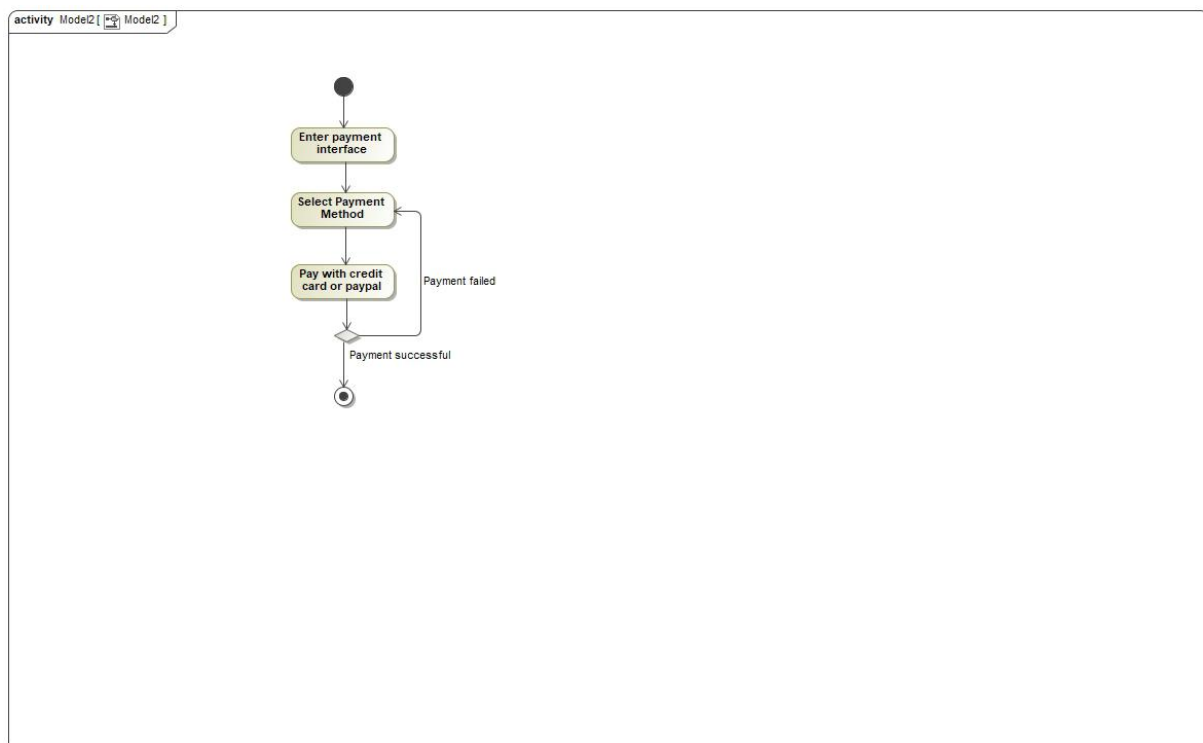 activity Model2 [ Model2 ]
Enter payment
interface
Select Payment
Method
Pay with credit
card or paypal
Payment failed
Payment successful